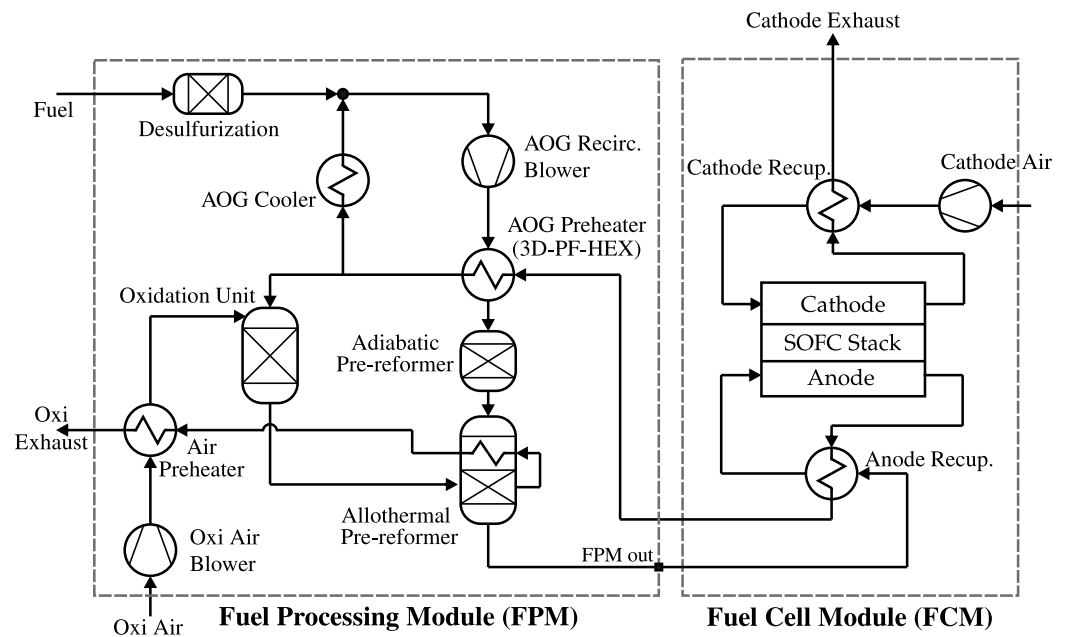 Cathode Exhaust
Fuel
Desulfurization
AOG Recirc.
Blower
Cathode Recup.
Cathode Air
AOG Cooler
AOG Preheater
(3D-PF-HEX)
Oxidation Unit
Cathode
SOFC Stack
Anode
Adiabatic
Pre-reformer
Oxi
Exhaust
Air
Preheater
Anode Recup.
Allothermal
Pre-reformer
Oxi Air
Blower
FPM out
Oxi Air
Fuel Processing Module (FPM)
Fuel Cell Module (FCM)